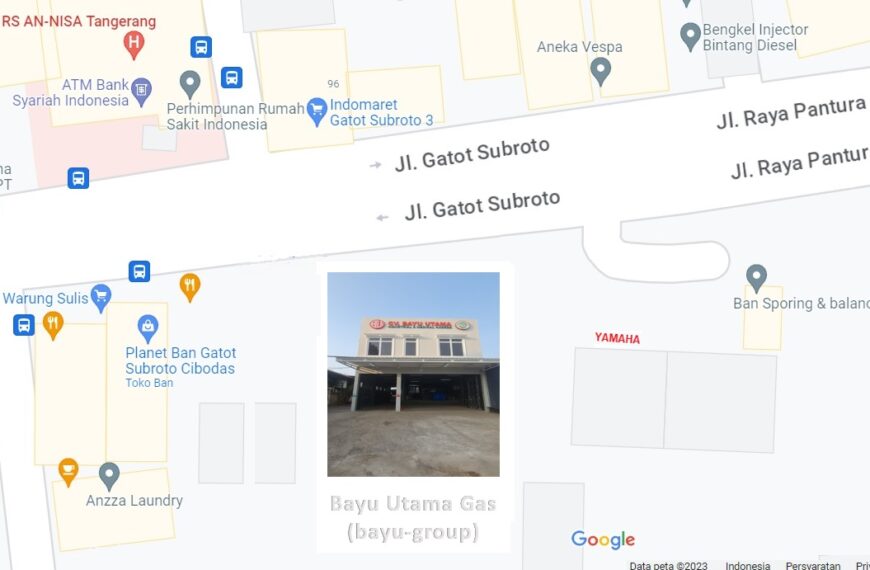 RS AN-NISA Tangerang
H
ATM Bank
Syariah Indonesia
Perhimpunan Rumah
Sakit Indonesia
96
Indomaret
Gatot Subroto 3
Aneka Vespa
Bengkel Injector
Bintang Diesel
Jl. Raya Pantura
Jl. Gatot Subroto
Jl. Raya Pantur
Jl. Gatot Subroto
na
PT
Warung Sulis
Planet Ban Gatot
Subroto Cibodas
Toko Ban
Ban Sporing & balanc
YAMAHA
BAYU UTAMA
Anzza Laundry
Bayu Utama Gas
(bayu-group)
Google
Data peta ©2023 Indonesia Persyaratan Pri